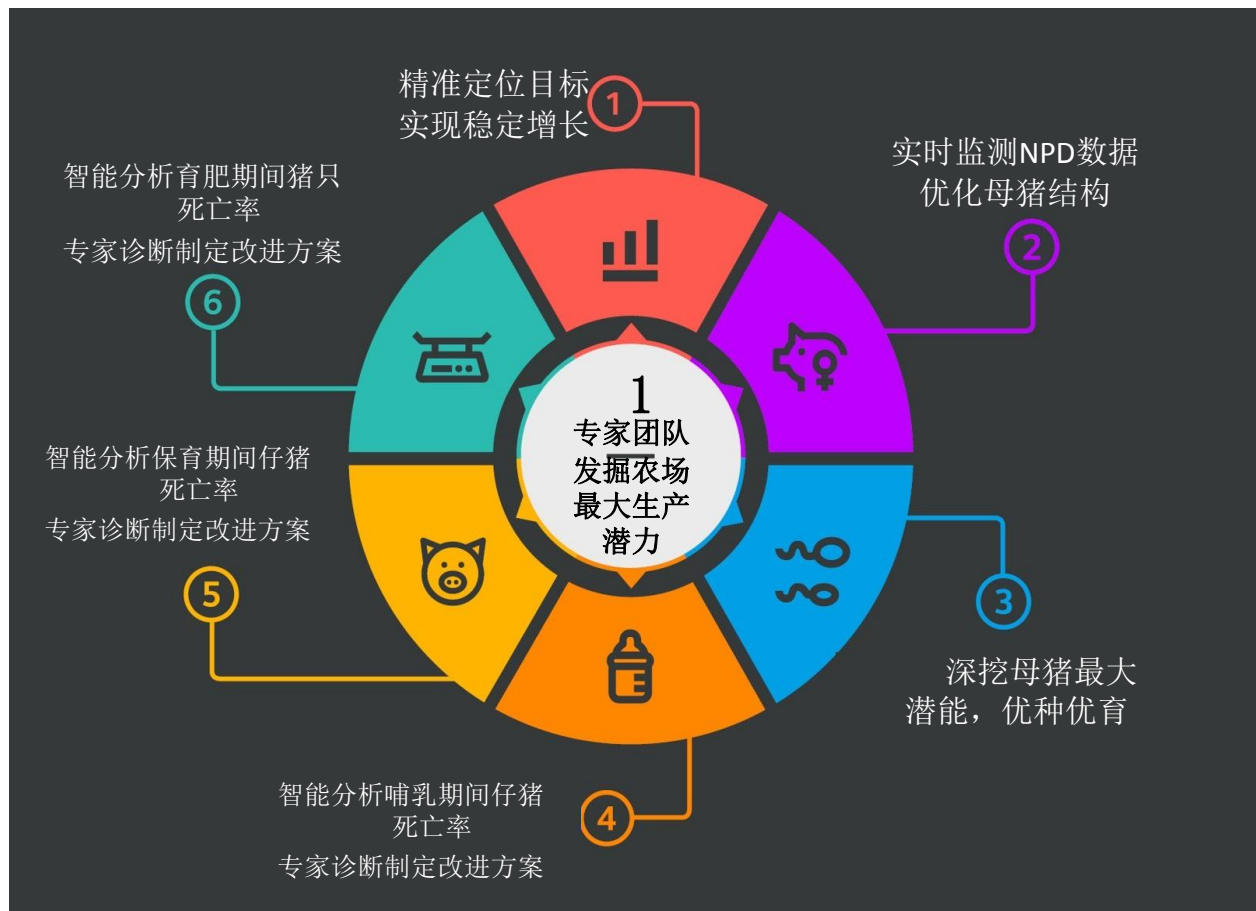 精准定位目标
实现稳定增长
1
实时监测NPD数据
优化母猪结构
2
3
深挖母猪最大
潜能，优种优育
智能分析哺乳期间仔猪
死亡率
专家诊断制定改进方案
4
智能分析保育期间仔猪
死亡率
专家诊断制定改进方案
5
智能分析育肥期间猪只
死亡率
专家诊断制定改进方案
6
1
专家团队
发掘农场
最大生产
潜力